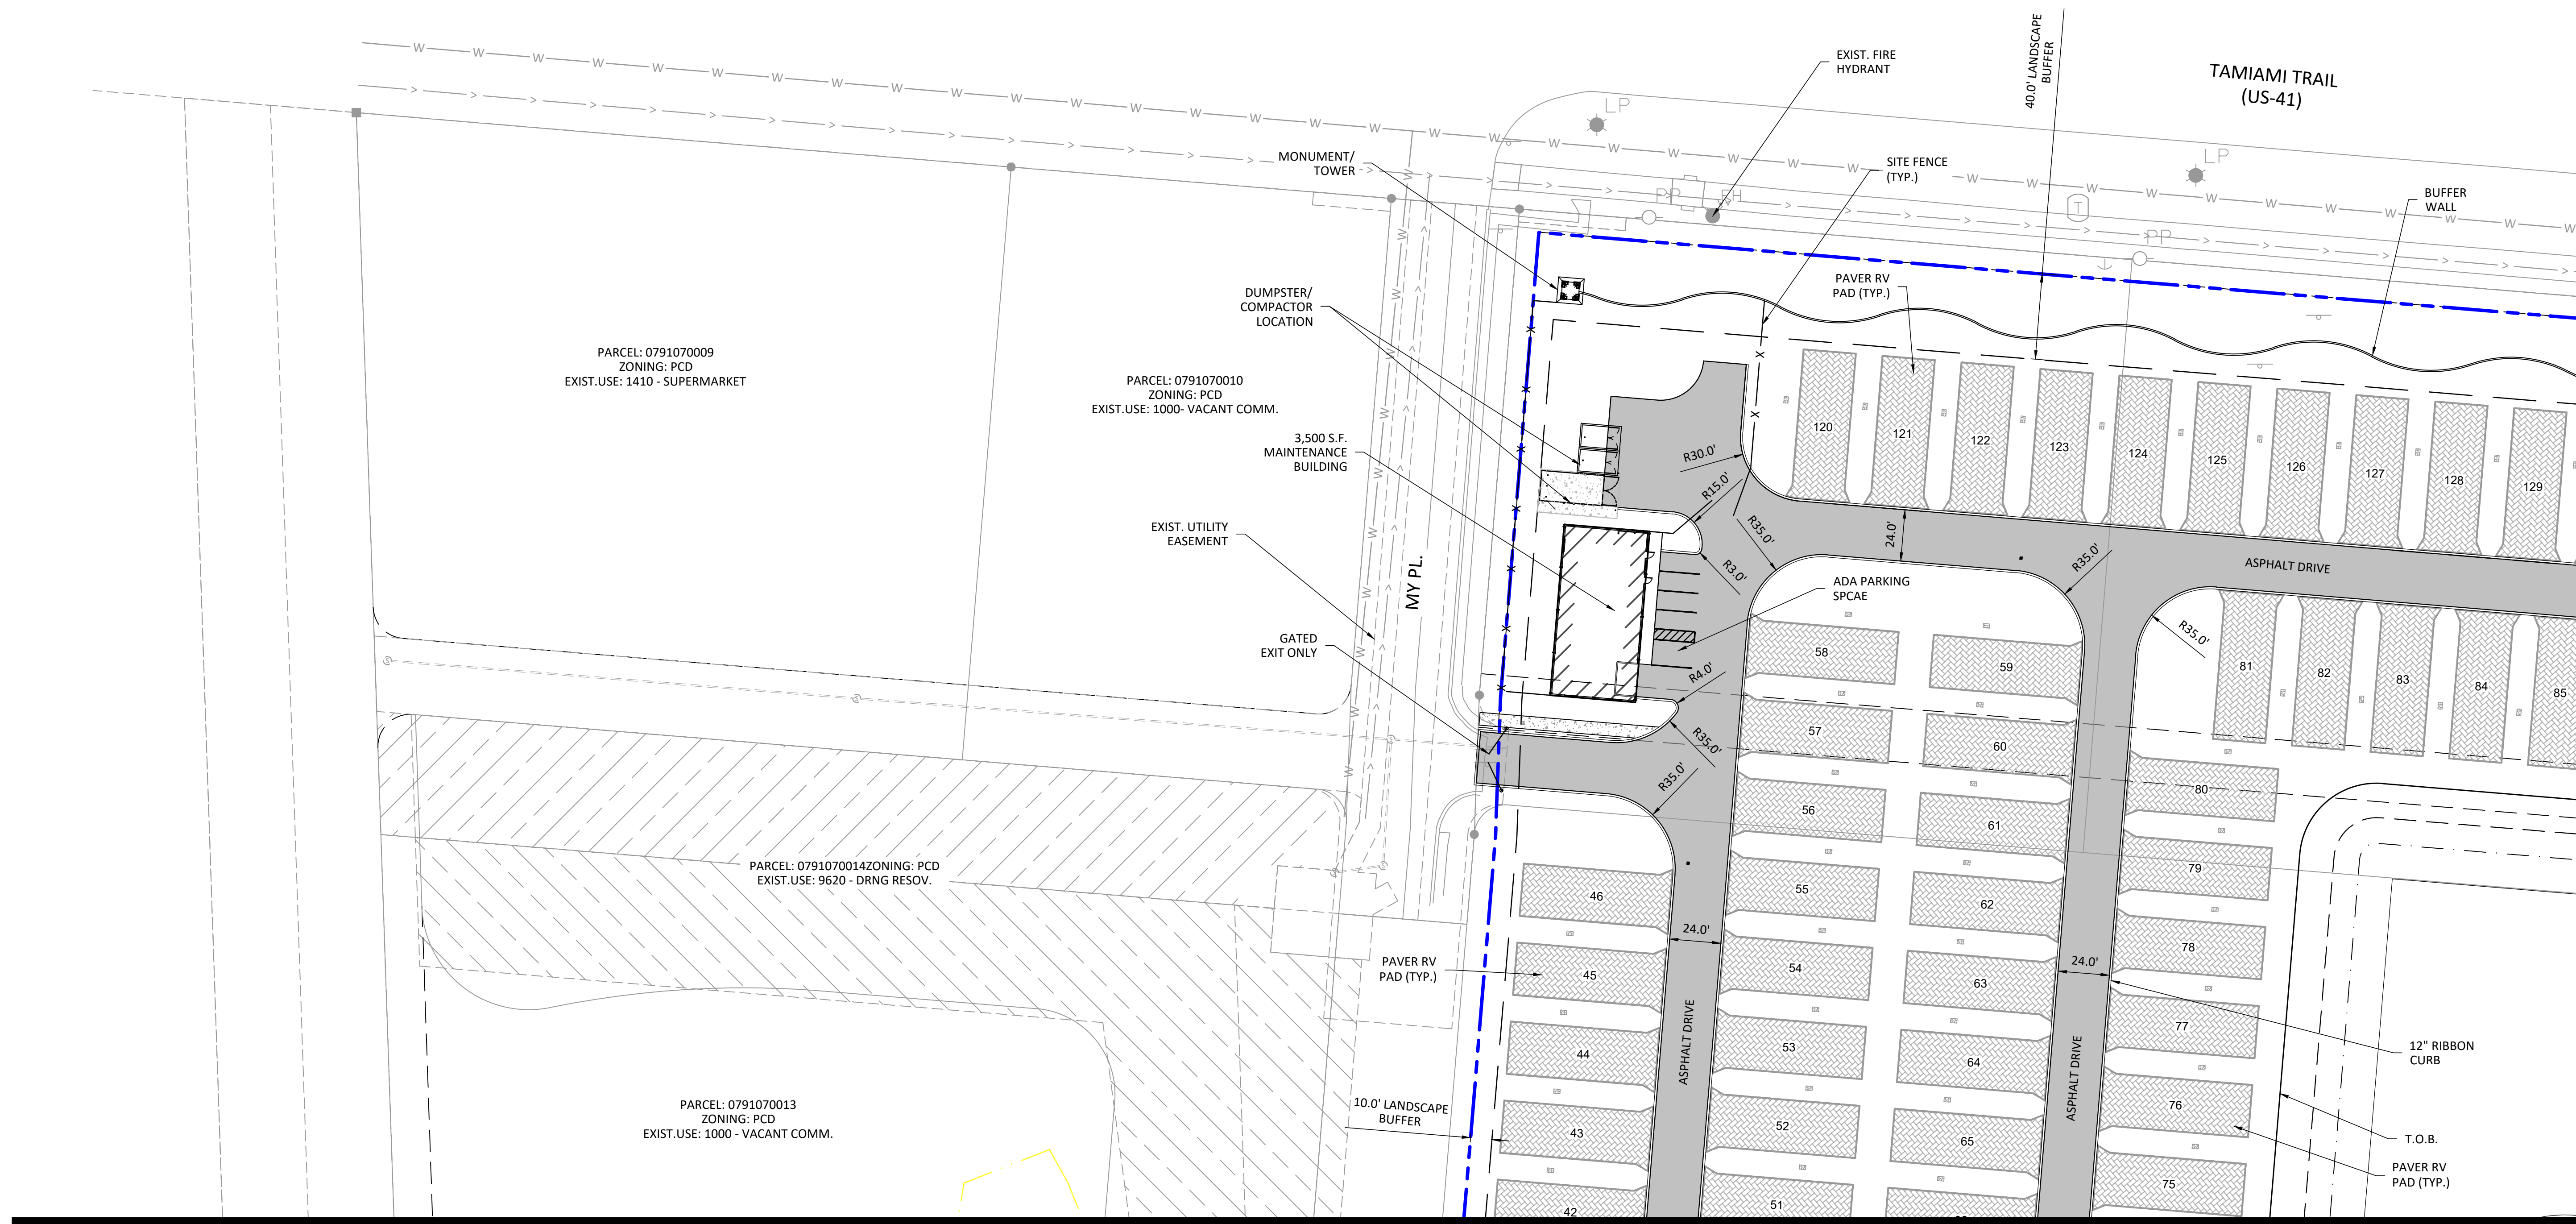 TAMIAMI TRAIL
(US-41)
40.0' LANDSCAPE
BUFFER
EXIST. FIRE
HYDRANT
LP
LP
MONUMENT/
TOWER
SITE FENCE
(TYP.)
BUFFER
WALL
PP
FH
T
PP
PAVER RV
PAD (TYP.)
DUMPSTER/
COMPACTOR
LOCATION
PARCEL: 0791070009
ZONING: PCD
EXIST.USE: 1410 - SUPERMARKET
PARCEL: 0791070010
ZONING: PCD
EXIST.USE: 1000- VACANT COMM.
3,500 S.F.
MAINTENANCE
BUILDING
EXIST. UTILITY
EASEMENT
MY PL.
GATED
EXIT ONLY
R30.0'
R15.0'
R35.0'
R3.0'
24.0'
R35.0'
ASPHALT DRIVE
ADA PARKING
SPCAE
R35.0'
R4.0'
R35.0'
R35.0'
120
121
122
123
124
125
126
127
128
129
58
59
81
82
83
84
85
57
60
80
56
61
79
55
62
78
46
54
63
77
45
53
64
76
44
52
65
75
43
51
42
PARCEL: 0791070014ZONING: PCD
EXIST.USE: 9620 - DRNG RESOV.
PAVER RV
PAD (TYP.)
24.0'
24.0'
ASPHALT DRIVE
ASPHALT DRIVE
12" RIBBON
CURB
PARCEL: 0791070013
ZONING: PCD
EXIST.USE: 1000 - VACANT COMM.
10.0' LANDSCAPE
BUFFER
T.O.B.
PAVER RV
PAD (TYP.)